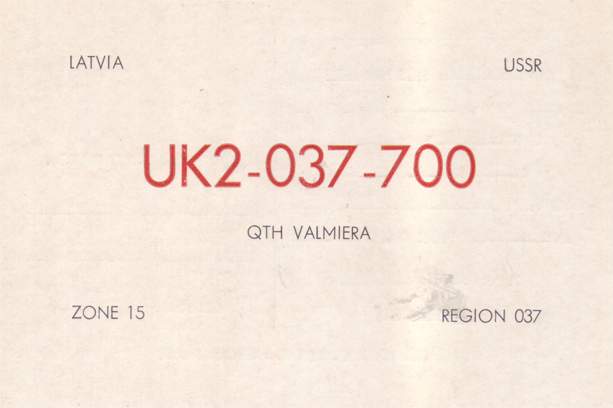 LATVIA USSR
UK2-037-700
QTH VALMIERA
ZONE 15 REGION 037